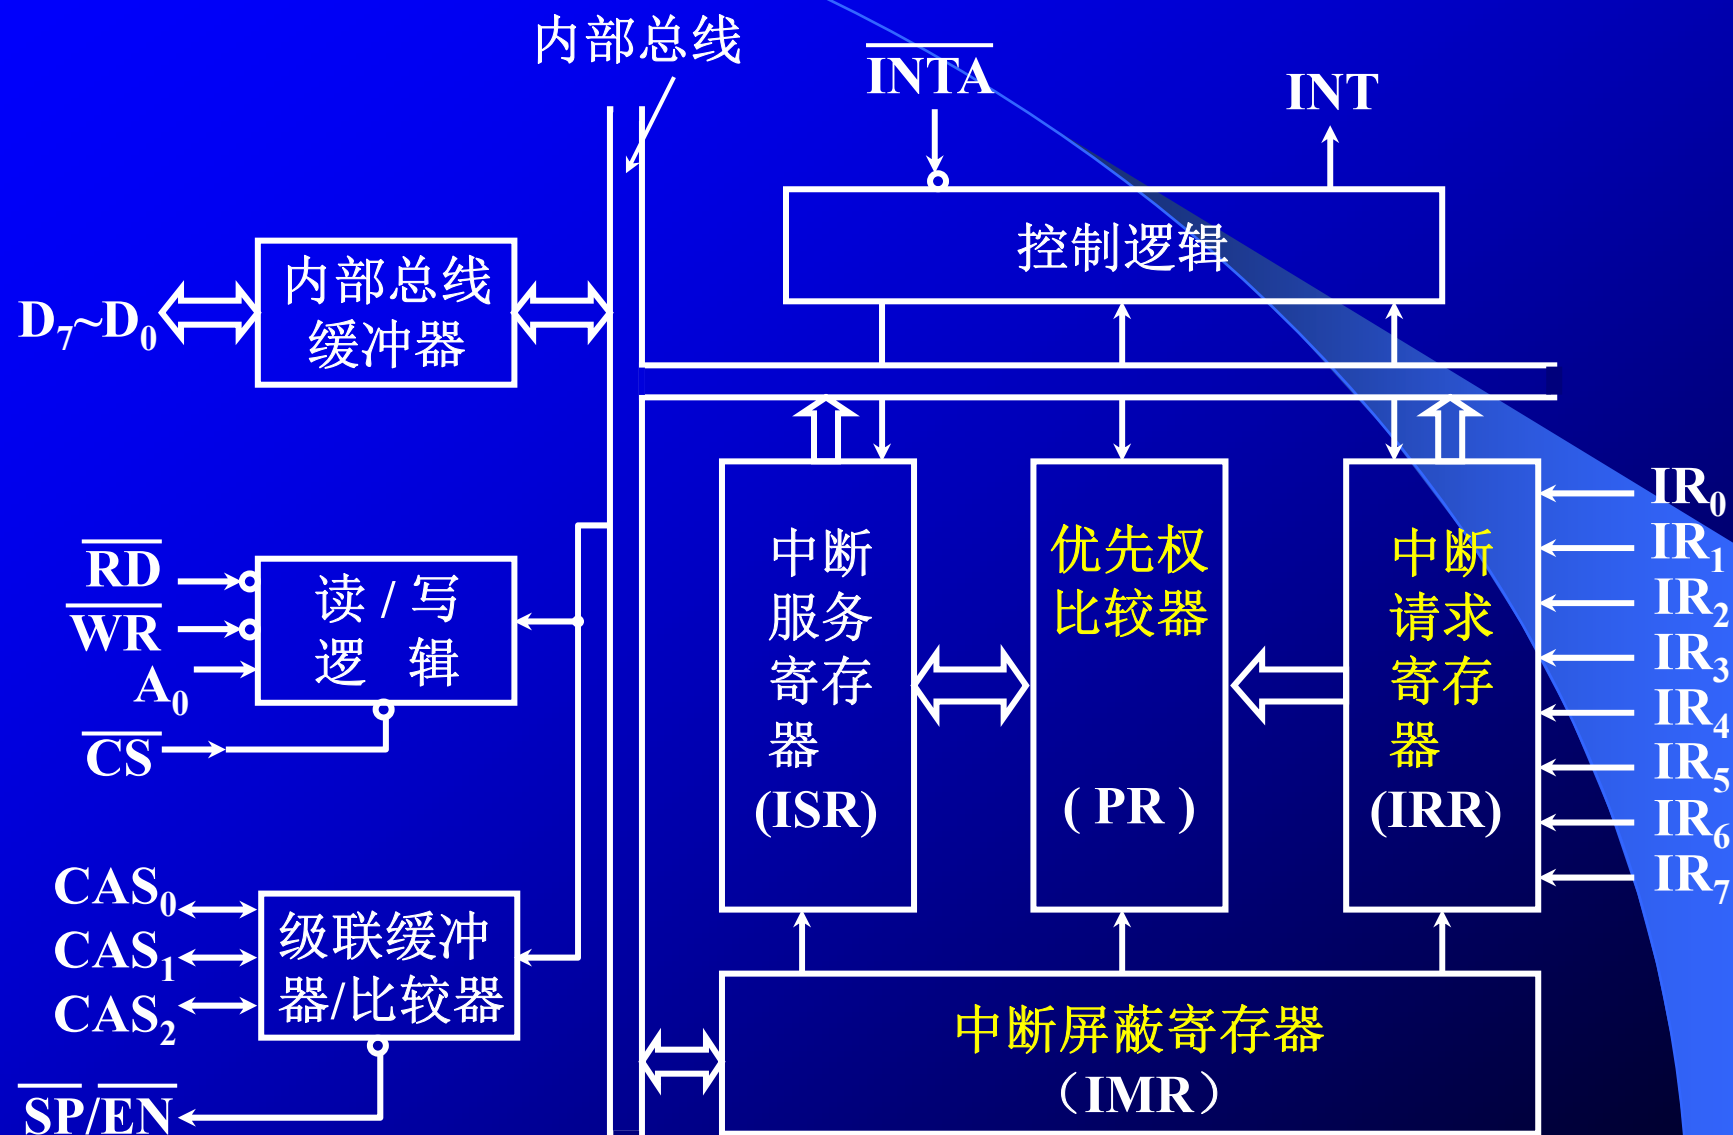 内部总线
INTA
INT
控制逻辑
内部总线
缓冲器
D7~D0
RD
WR
A0
CS
读 / 写
逻 辑
中断
服务
寄存
器
(ISR)
优先权
比较器
( PR )
中断
请求
寄存
器
(IRR)
IR0
IR1
IR2
IR3
IR4
IR5
IR6
IR7
CAS0
CAS1
CAS2
级联缓冲
器/比较器
SP/EN
中断屏蔽寄存器
（IMR）